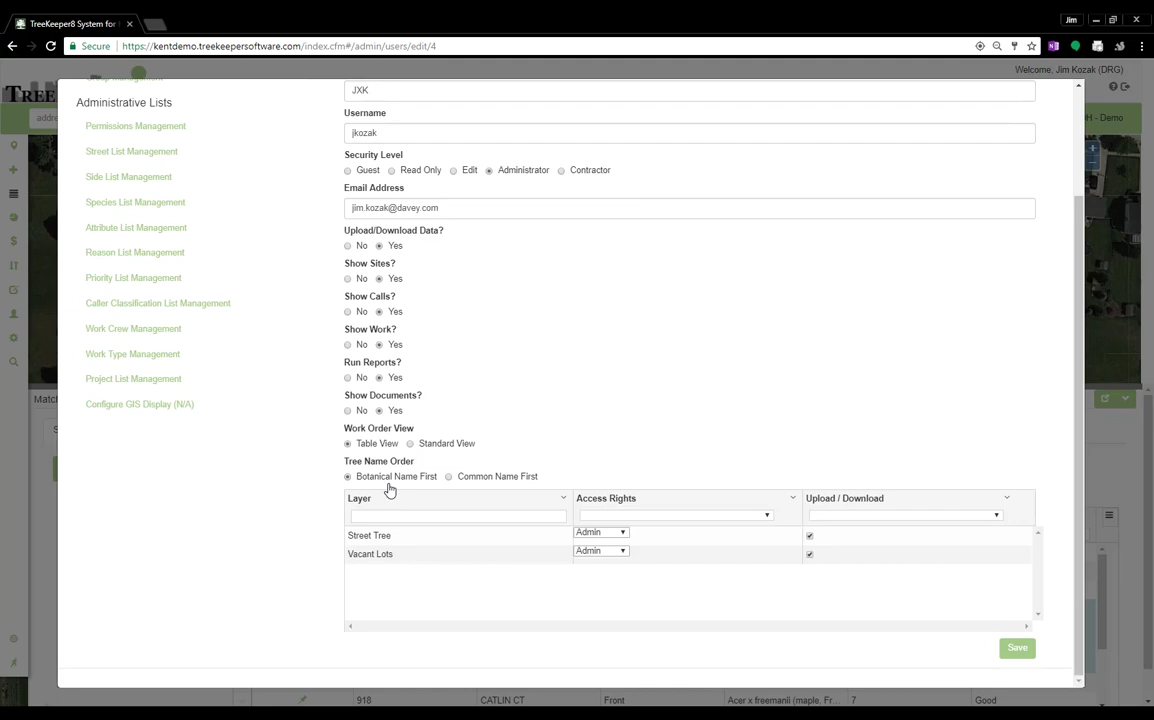 TreeKeeper8 System for
Jim
Secure https://kentdemo.treekeepersoftware.com/index.cfm#/admin/users/edit/4
Welcome, Jim Kozak (DRG)
TREE
addre
OH - Demo
Administrative Lists
Permissions Management
Street List Management
Side List Management
Species List Management
Attribute List Management
Reason List Management
Priority List Management
Caller Classification List Management
Work Crew Management
Work Type Management
Project List Management
Configure GIS Display (N/A)
JXK
Username
jkozak
Security Level
Guest Read Only Edit Administrator Contractor
Email Address
jim.kozak@davey.com
Upload/Download Data?
No Yes
Show Sites?
No Yes
Show Calls?
No Yes
Show Work?
No Yes
Run Reports?
No Yes
Show Documents?
No Yes
Work Order View
Table View Standard View
Tree Name Order
Botanical Name First Common Name First
Layer Access Rights Upload / Download
Street Tree Admin
Vacant Lots Admin
Save
Matc
S
918 CATLIN CT Front Acer x freemanii (maple. Fr... 7 Good